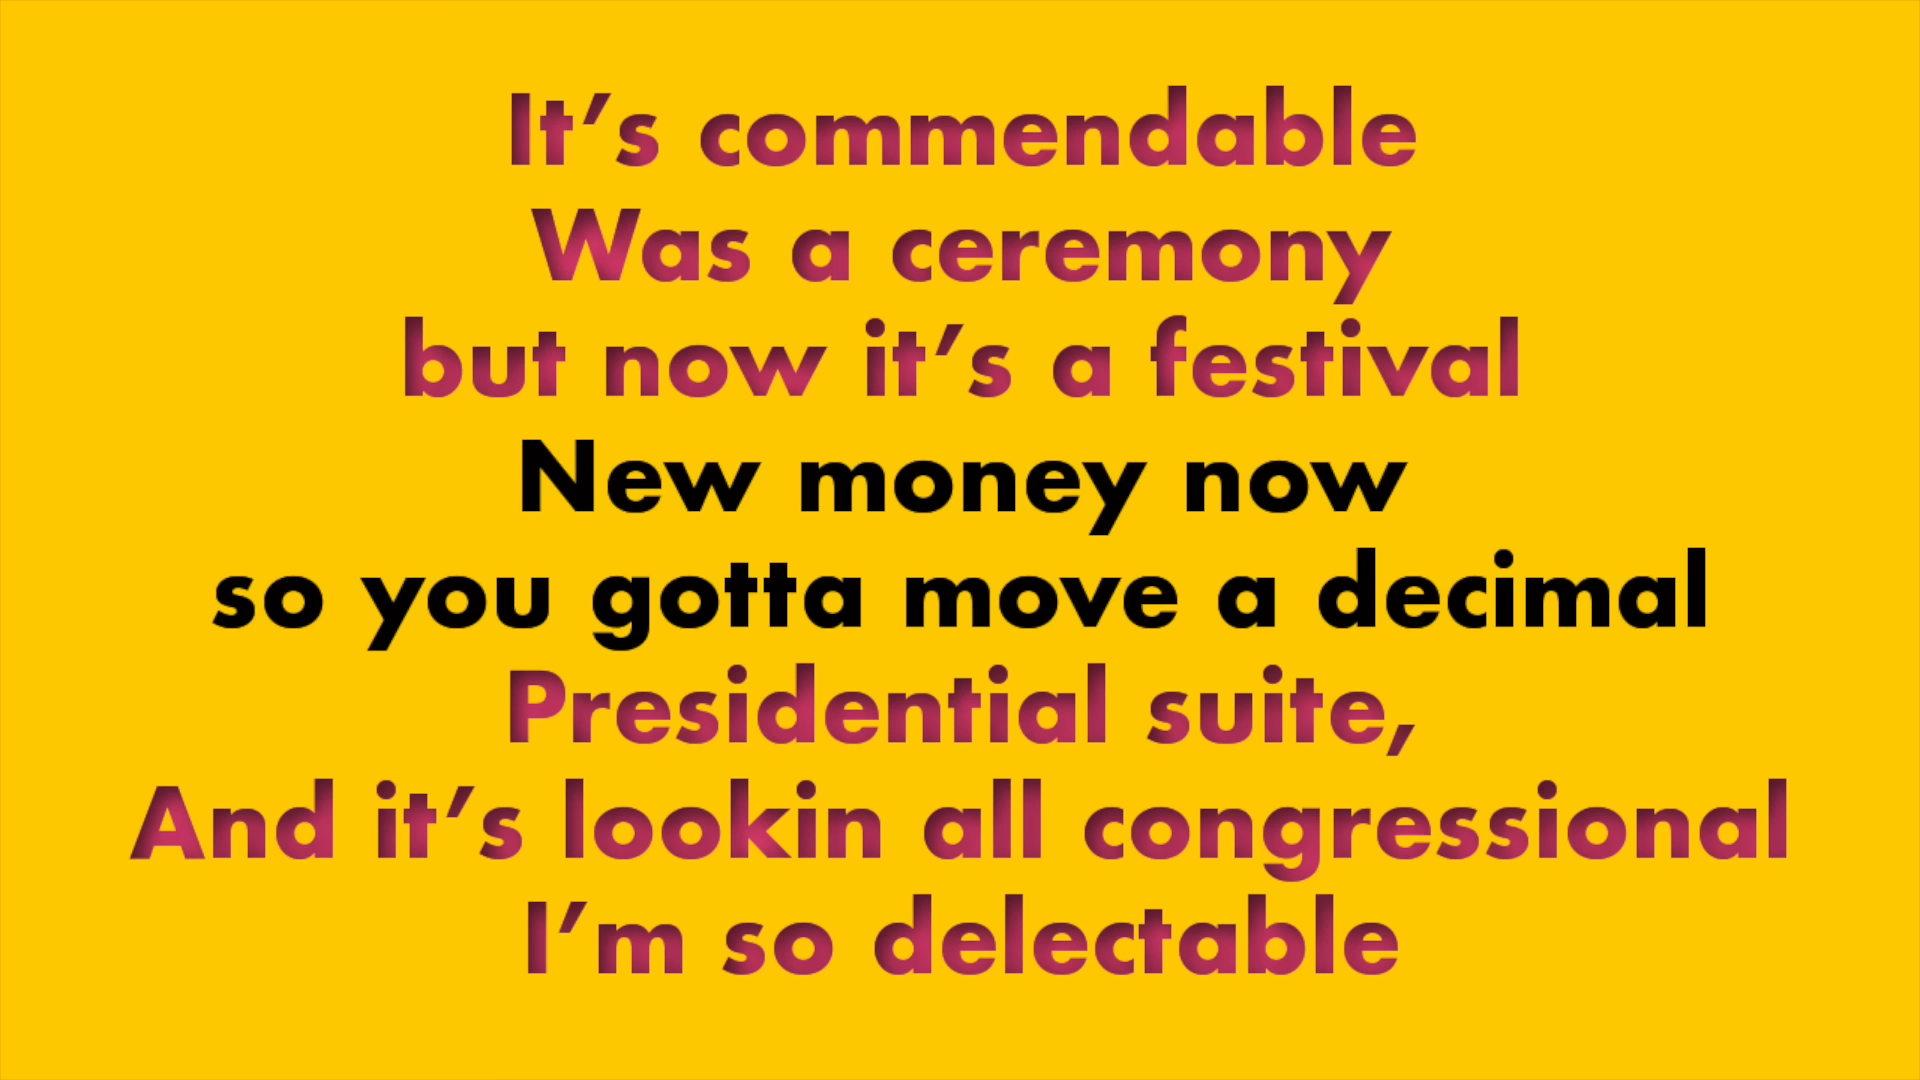 It’s commendable
Was a ceremony
but now it’s a festival
New money now
so you gotta move a decimal
Presidential suite,
And it’s lookin all congressional
I’m so delectable